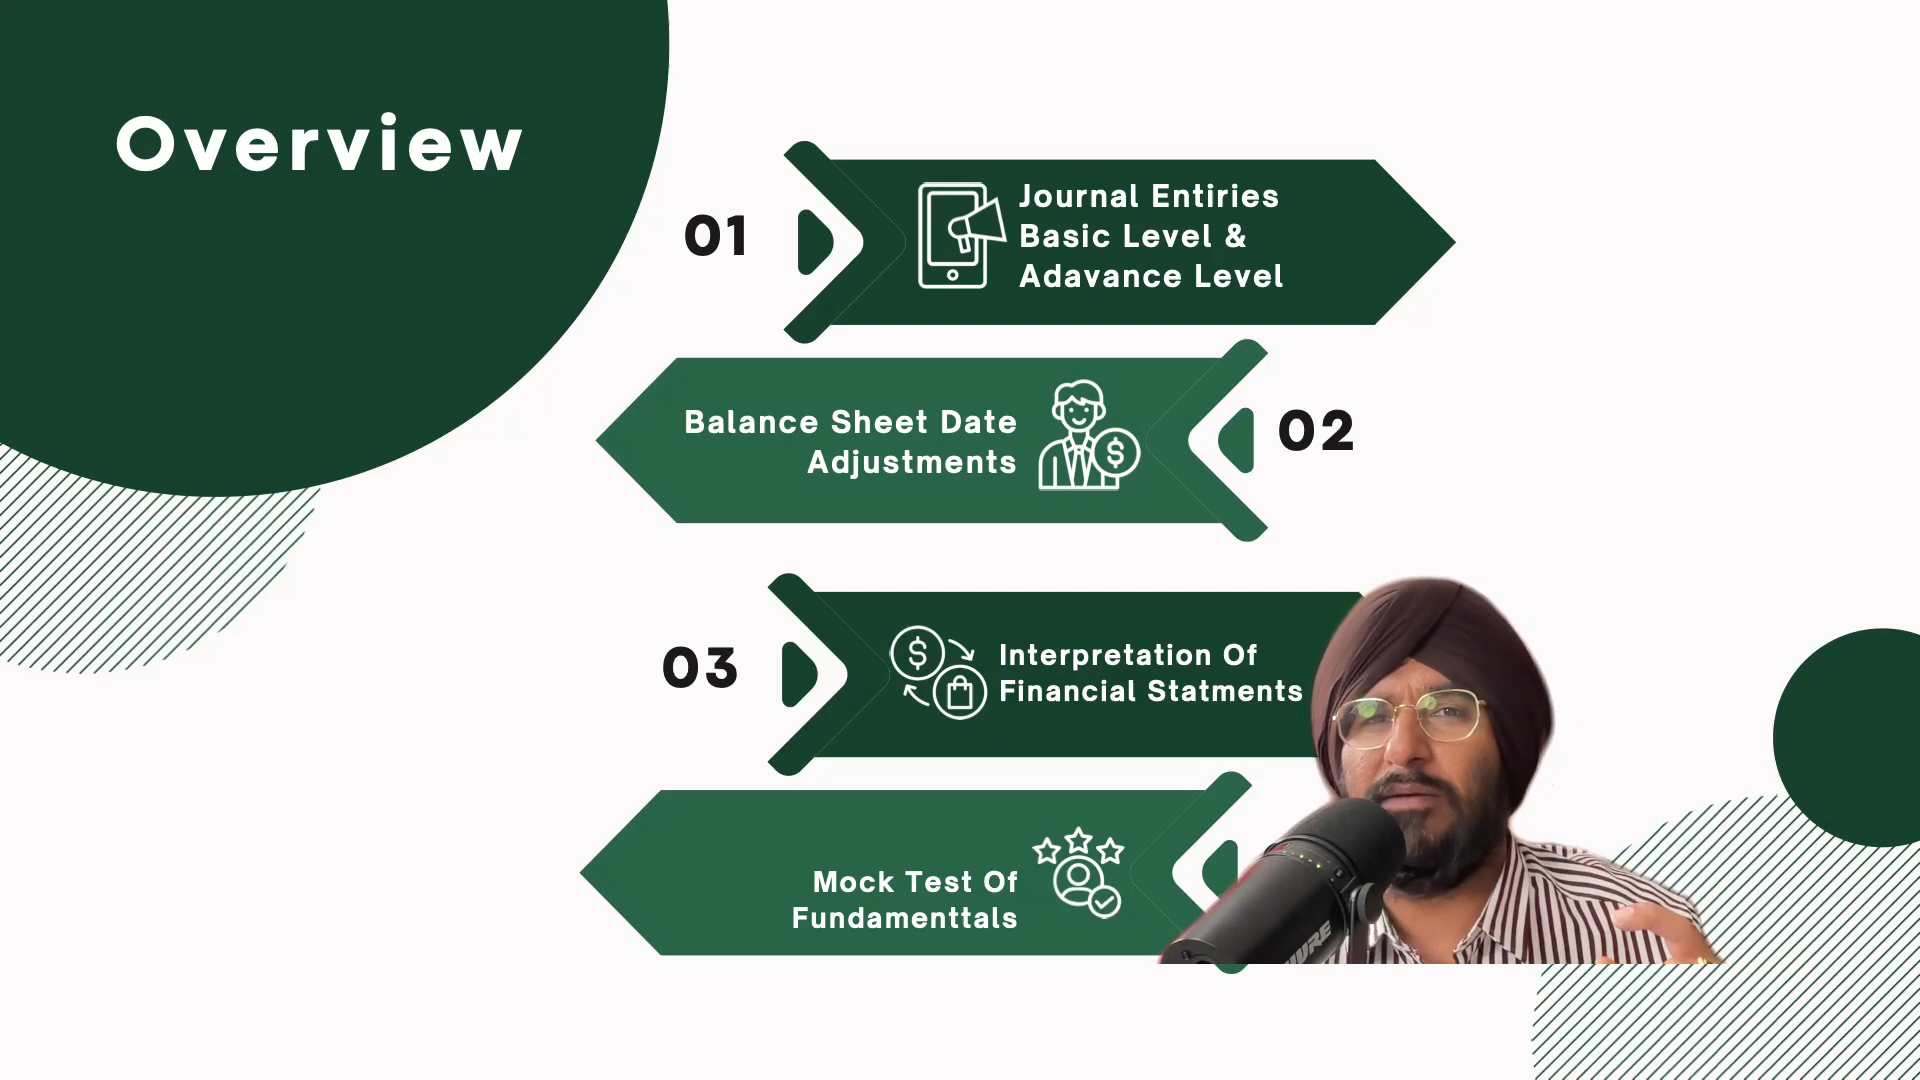 Overview
01
Journal Entiries
Basic Level &
Adavance Level
Balance Sheet Date
Adjustments
$
02
03
$
Interpretation Of
Financial Statments
Mock Test Of
Fundamenttals